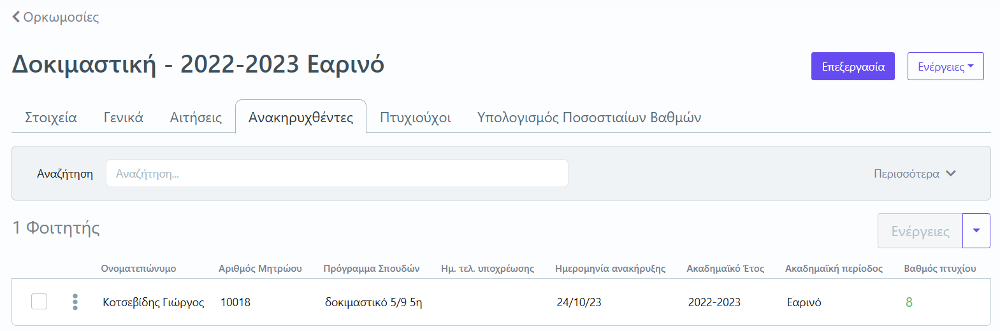 Ορκωμοσίες
Δοκιμαστική - 2022-2023 Εαρινό
Επεξεργασία Ενέργειες
Στοιχεία Γενικά Αιτήσεις Ανακηρυχθέντες Πτυχιούχοι Υπολογισμός Ποσοστιαίων Βαθμών
Αναζήτηση Αναζήτηση... Περισσότερα
1 Φοιτητής
Ενέργειες
Ονοματεπώνυμο Αριθμός Μητρώου Πρόγραμμα Σπουδών Ημ. τελ. υποχρέωσης Ημερομηνία ανακήρυξης Ακαδημαϊκό Έτος Ακαδημαϊκή περίοδος Βαθμός πτυχίου
Κοτσεβίδης Γιώργος 10018 δοκιμαστικό 5/9 5η 24/10/23 2022-2023 Εαρινό 8